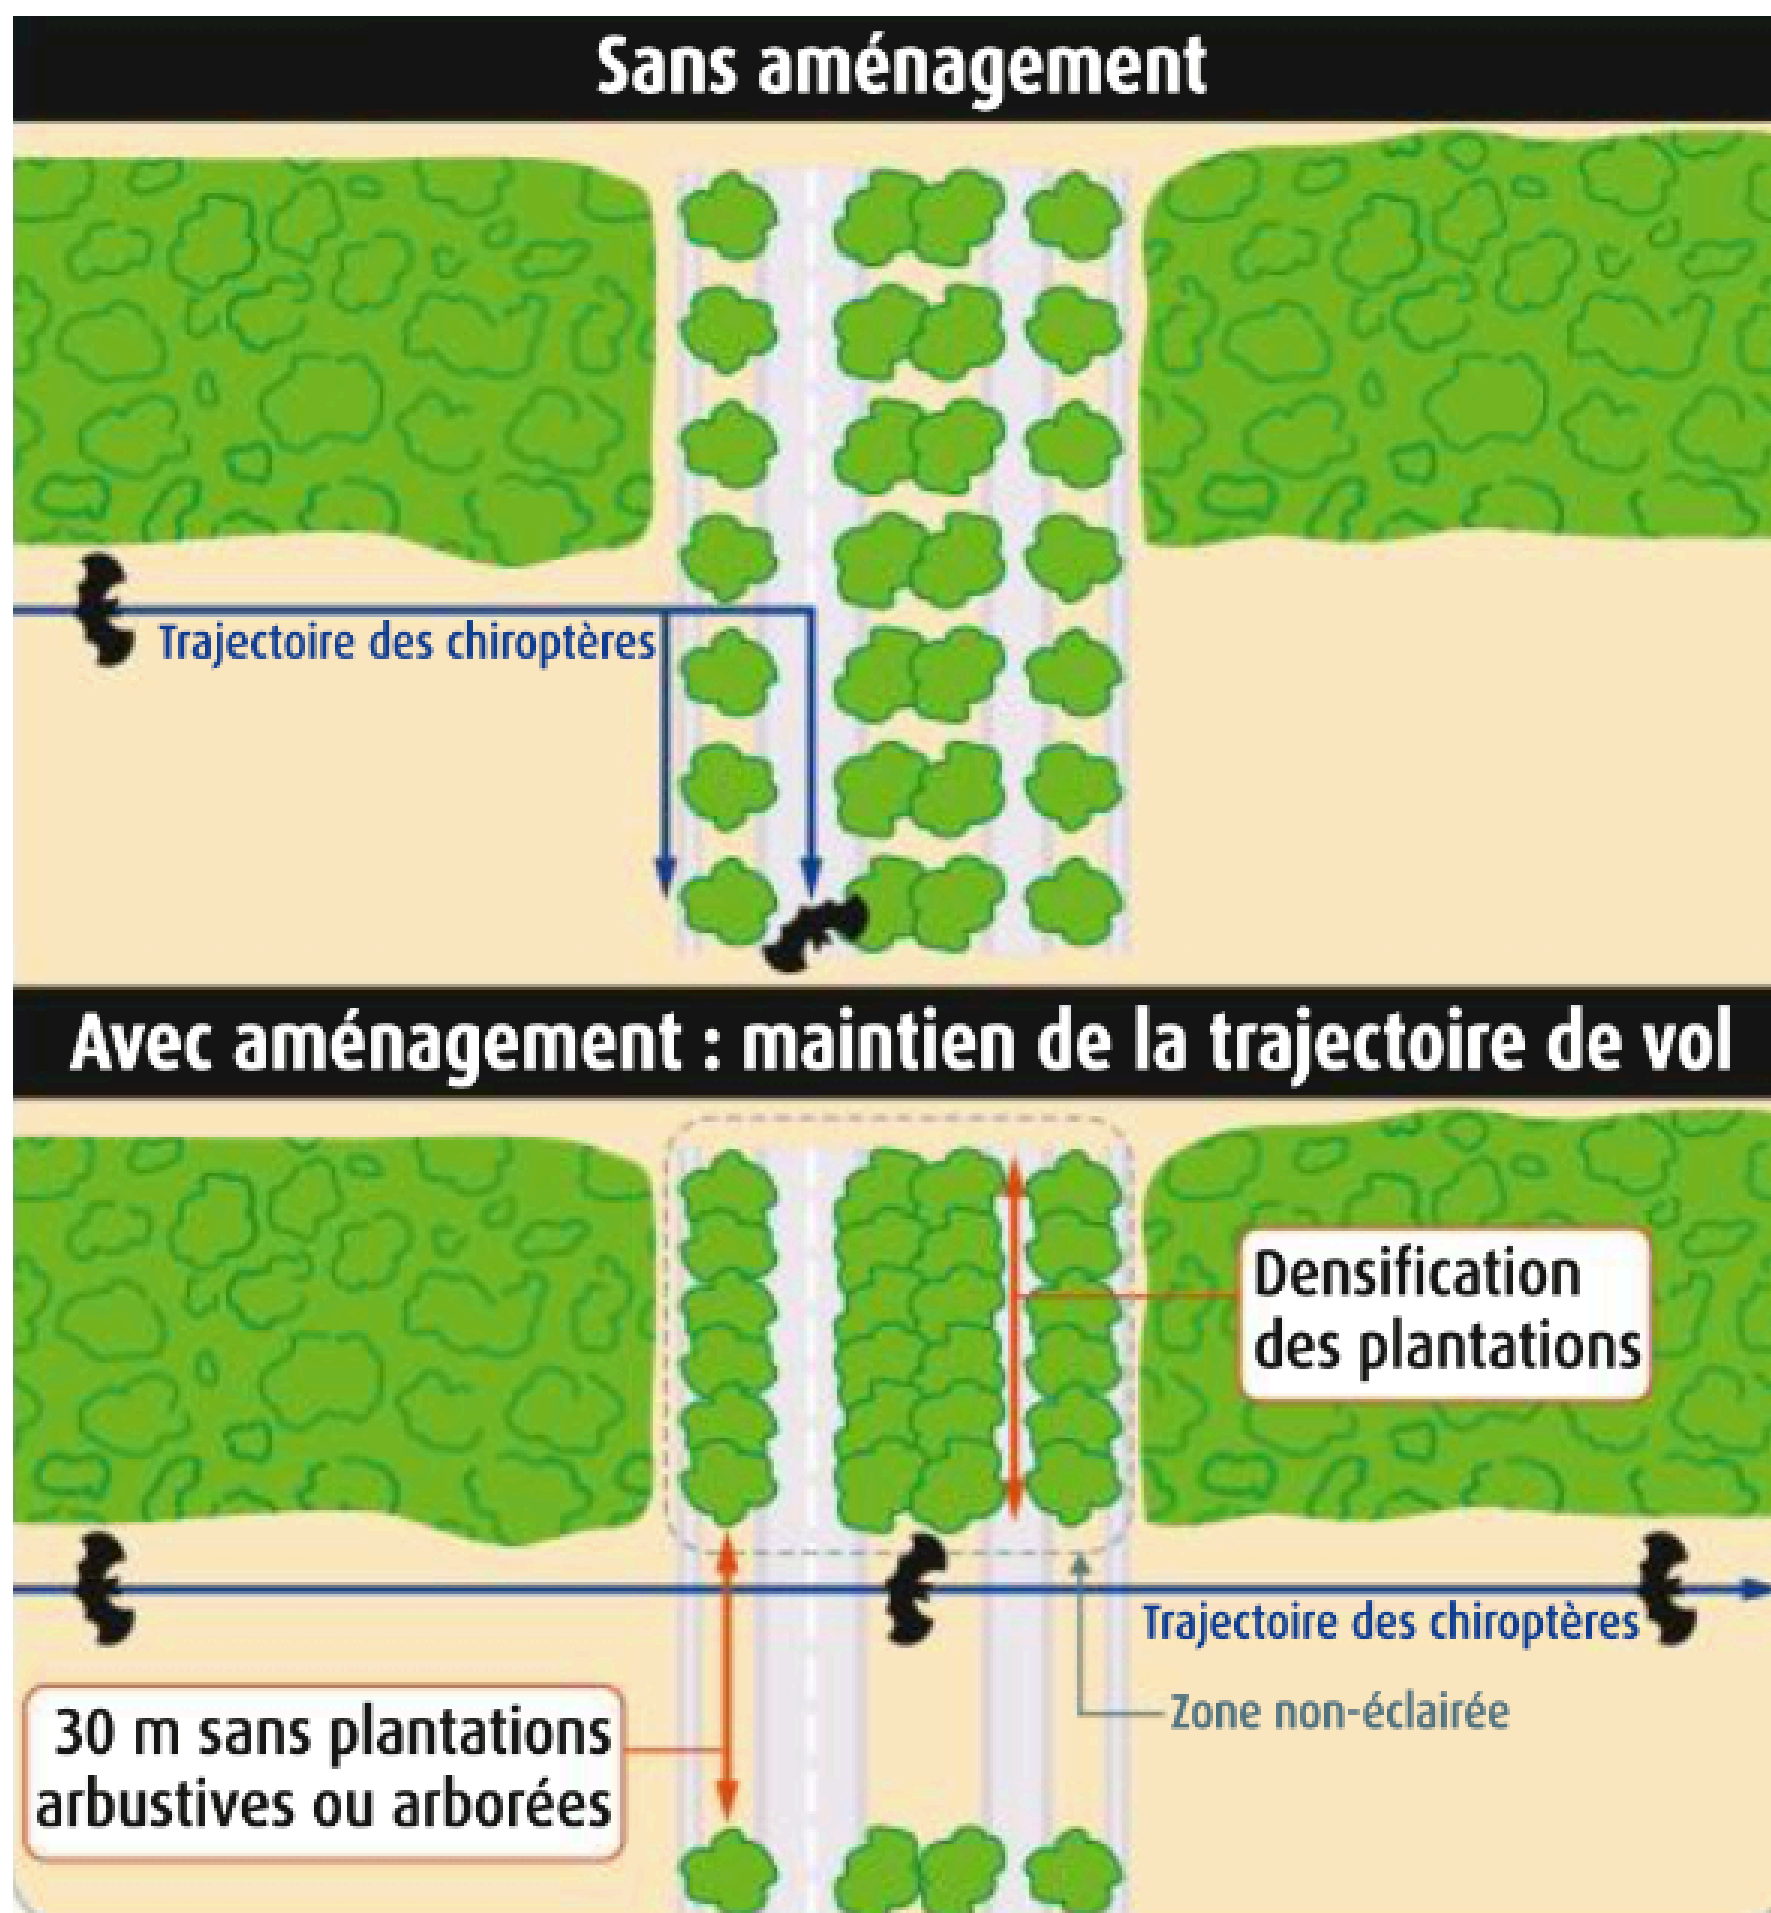 Sans aménagement
Trajectoire des chiroptères
Avec aménagement : maintien de la trajectoire de vol
Densification
des plantations
Trajectoire des chiroptères
Zone non-éclairée
30 m sans plantations
arbustives ou arborées